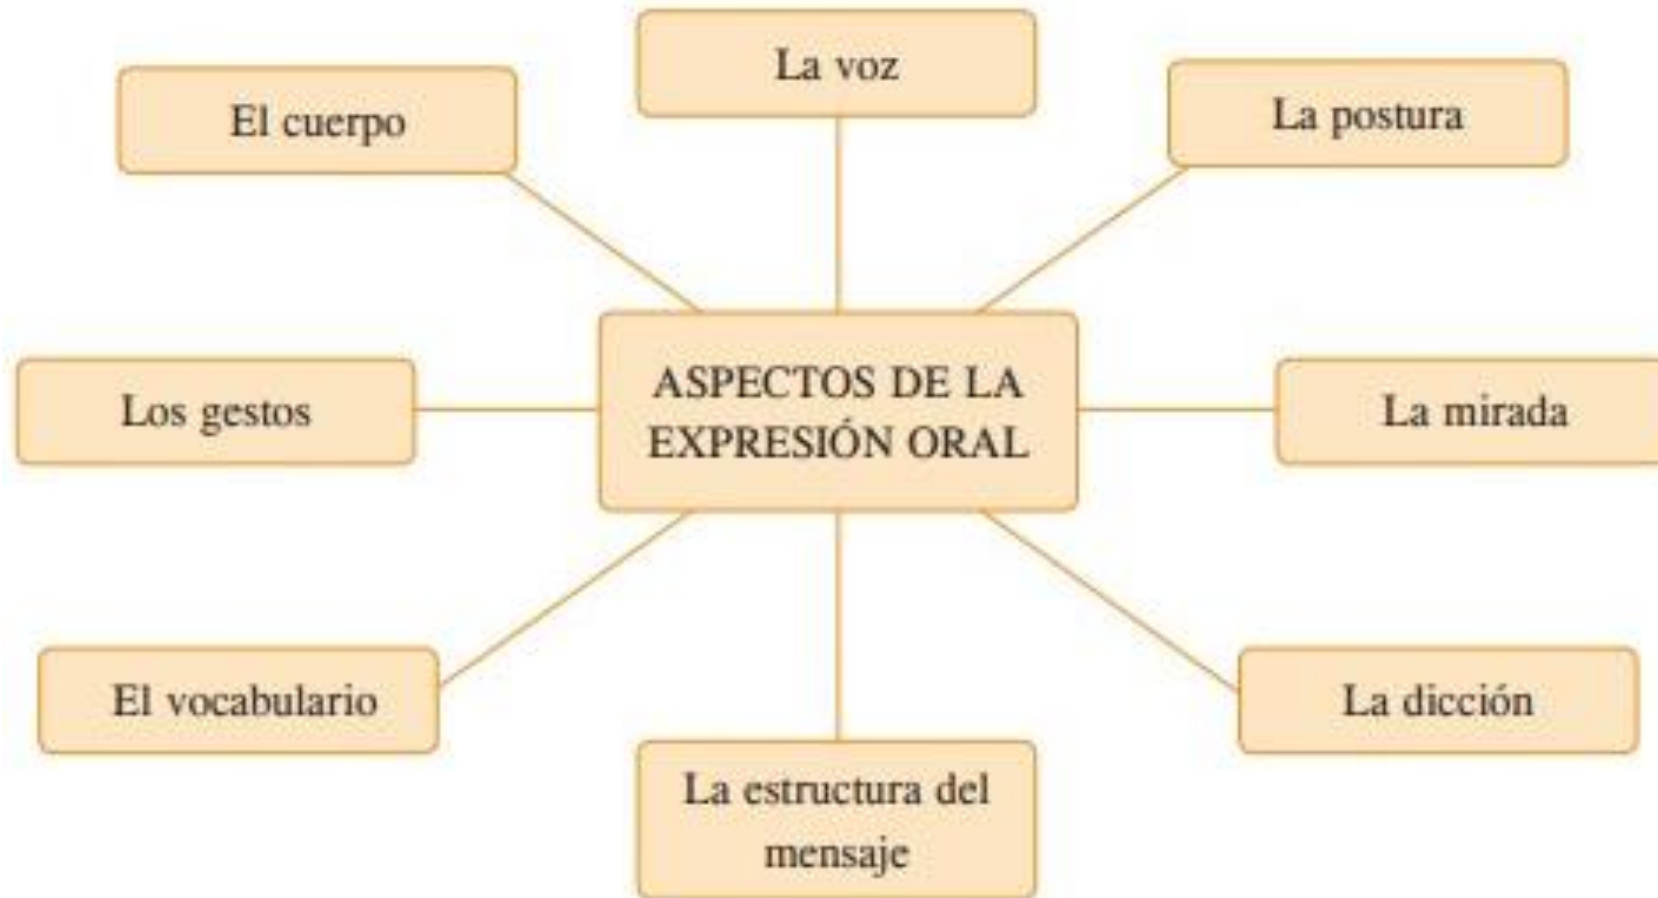 La voz
El cuerpo
La postura
ASPECTOS DE LA
EXPRESIÓN ORAL
Los gestos
La mirada
El vocabulario
La dicción
La estructura del
mensaje